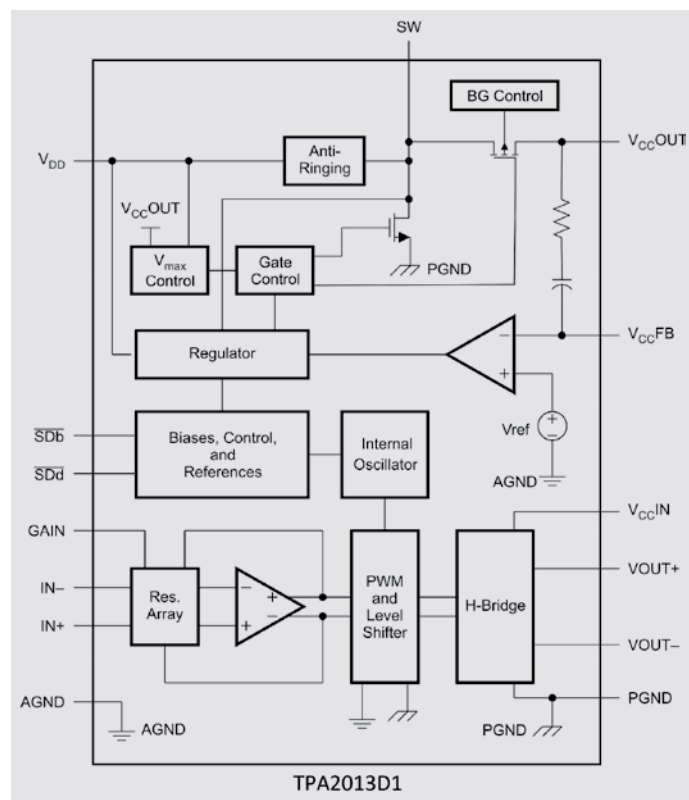 SW
BG Control
VCCOUT
VDD
Anti-
Ringing
VCCOUT
Vmax
Control
Gate
Control
PGND
Regulator
−
+
VCCFB
Vref
+
−
AGND
SDb
SDd
Biases, Control,
and
References
Internal
Oscillator
GAIN
IN–
IN+
Res.
Array
−
+
+
−
PWM
and
Level
Shifter
H-Bridge
VCCIN
VOUT+
VOUT–
PGND
AGND
AGND
PGND
TPA2013D1